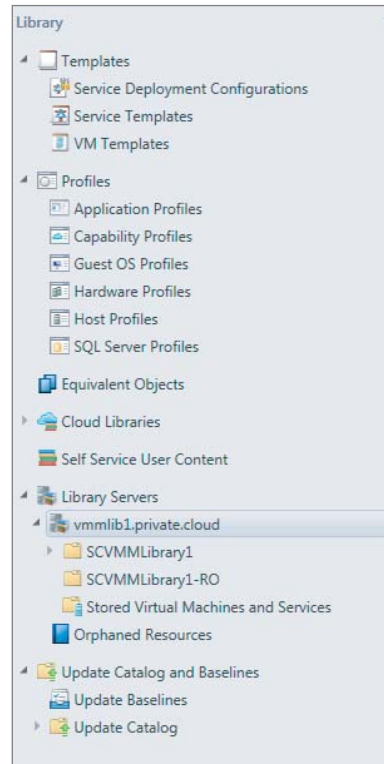 Library
Templates
Service Deployment Configurations
Service Templates
VM Templates
Profiles
Application Profiles
Capability Profiles
Guest OS Profiles
Hardware Profiles
Host Profiles
SQL Server Profiles
Equivalent Objects
Cloud Libraries
Self Service User Content
Library Servers
vmmlib1.private.cloud
SCVMMLibrary1
SCVMMLibrary1-RO
Stored Virtual Machines and Services
Orphaned Resources
Update Catalog and Baselines
Update Baselines
Update Catalog